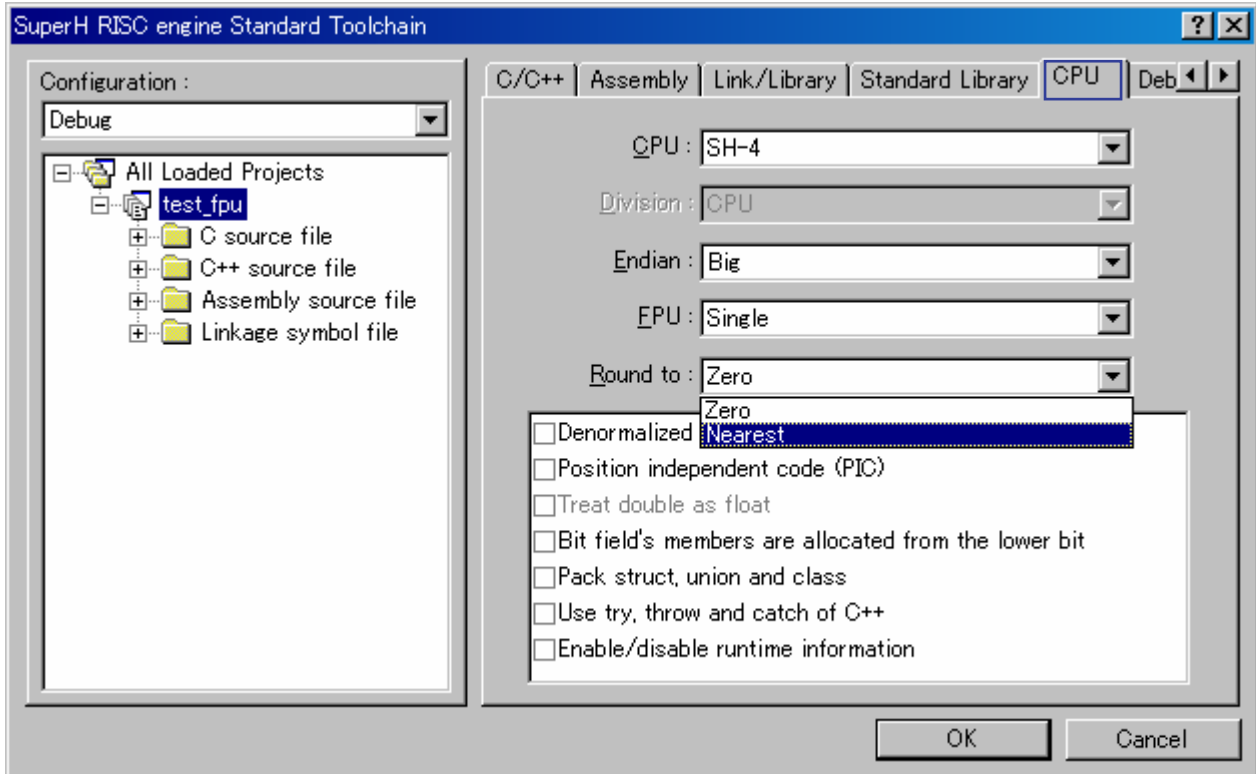 SuperH RISC engine Standard Toolchain
Configuration :
Debug
All Loaded Projects
test_fpu
C source file
C++ source file
Assembly source file
Linkage symbol file
C/C++ Assembly Link/Library Standard Library CPU Deb
CPU : SH-4
Division : CPU
Endian : Big
FPU : Single
Round to : Zero
Zero
Nearest
Denormalized
Position independent code (PIC)
Treat double as float
Bit field's members are allocated from the lower bit
Pack struct, union and class
Use try, throw and catch of C++
Enable/disable runtime information
OK Cancel